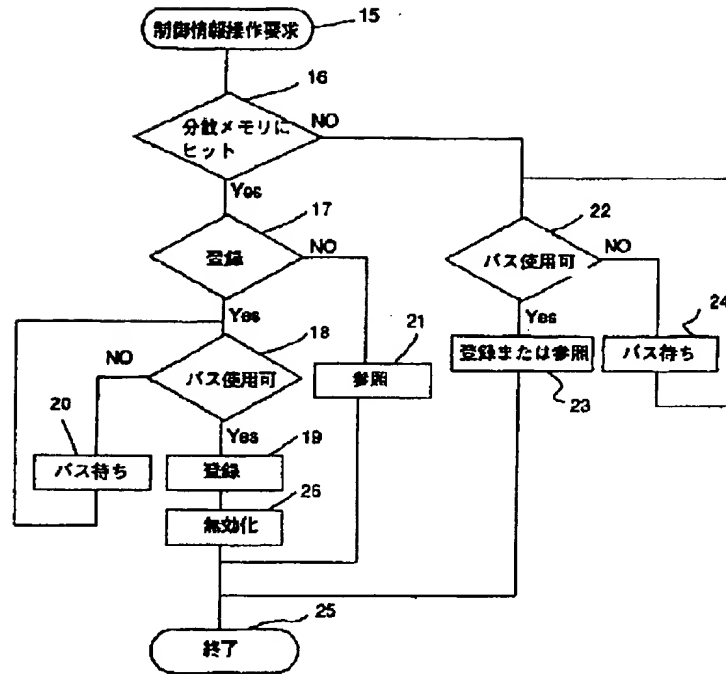 制御情報操作要求
15
16
分散メモリに
ヒット
NO
Yes
17
登録
NO
Yes
22
バス使用可
NO
Yes
18
バス使用可
NO
Yes
21
参照
登録または参照
23
24
バス待ち
20
バス待ち
19
登録
26
無効化
25
終了